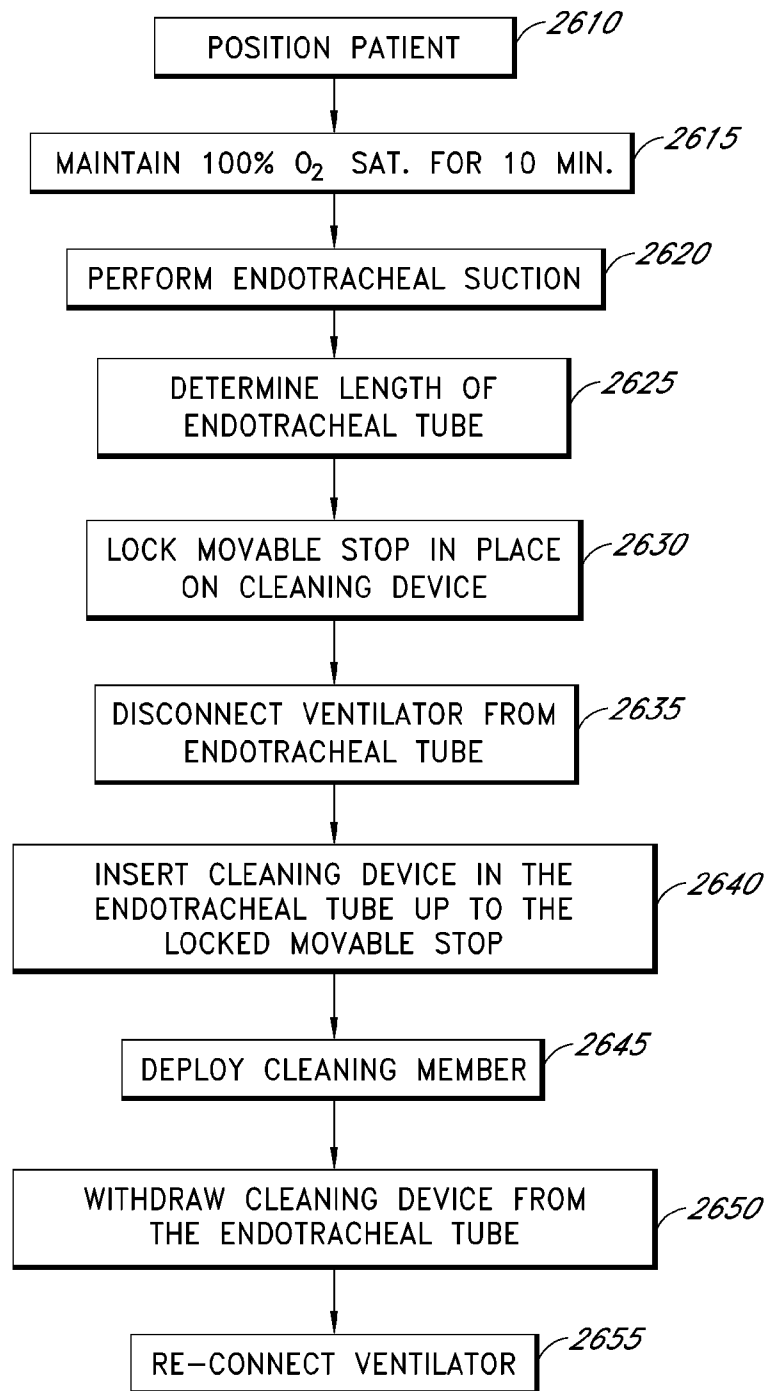 POSITION PATIENT
2610
MAINTAIN 100% O2 SAT. FOR 10 MIN.
2615
PERFORM ENDOTRACHEAL SUCTION
2620
DETERMINE LENGTH OF
ENDOTRACHEAL TUBE
2625
LOCK MOVABLE STOP IN PLACE
ON CLEANING DEVICE
2630
DISCONNECT VENTILATOR FROM
ENDOTRACHEAL TUBE
2635
INSERT CLEANING DEVICE IN THE
ENDOTRACHEAL TUBE UP TO THE
LOCKED MOVABLE STOP
2640
DEPLOY CLEANING MEMBER
2645
WITHDRAW CLEANING DEVICE FROM
THE ENDOTRACHEAL TUBE
2650
RE-CONNECT VENTILATOR
2655